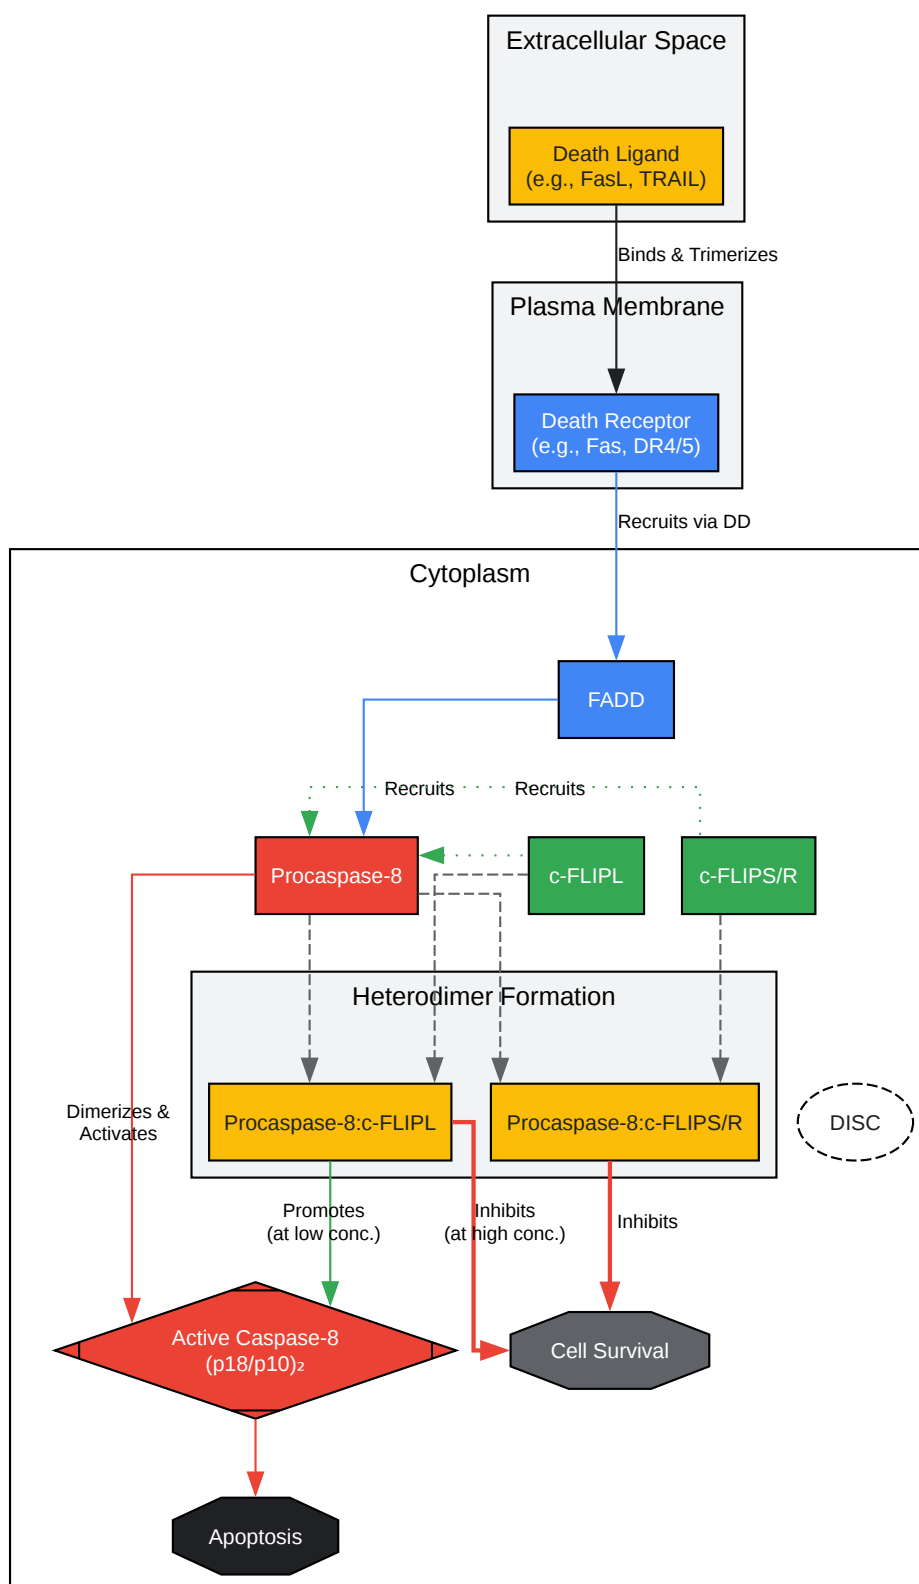 Extracellular Space
Death Ligand
(e.g., FasL, TRAIL)
Binds & Trimerizes
Plasma Membrane
Death Receptor
(e.g., Fas, DR4/5)
Recruits via DD
Cytoplasm
FADD
Recruits
Recruits
Procaspase-8
c-FLIPL
c-FLIPS/R
Heterodimer Formation
Dimerizes &
Activates
Procaspase-8:c-FLIPL
Procaspase-8:c-FLIPS/R
DISC
Promotes
(at low conc.)
Inhibits
(at high conc.)
Inhibits
Active Caspase-8
(p18/p10)₂
Cell Survival
Apoptosis